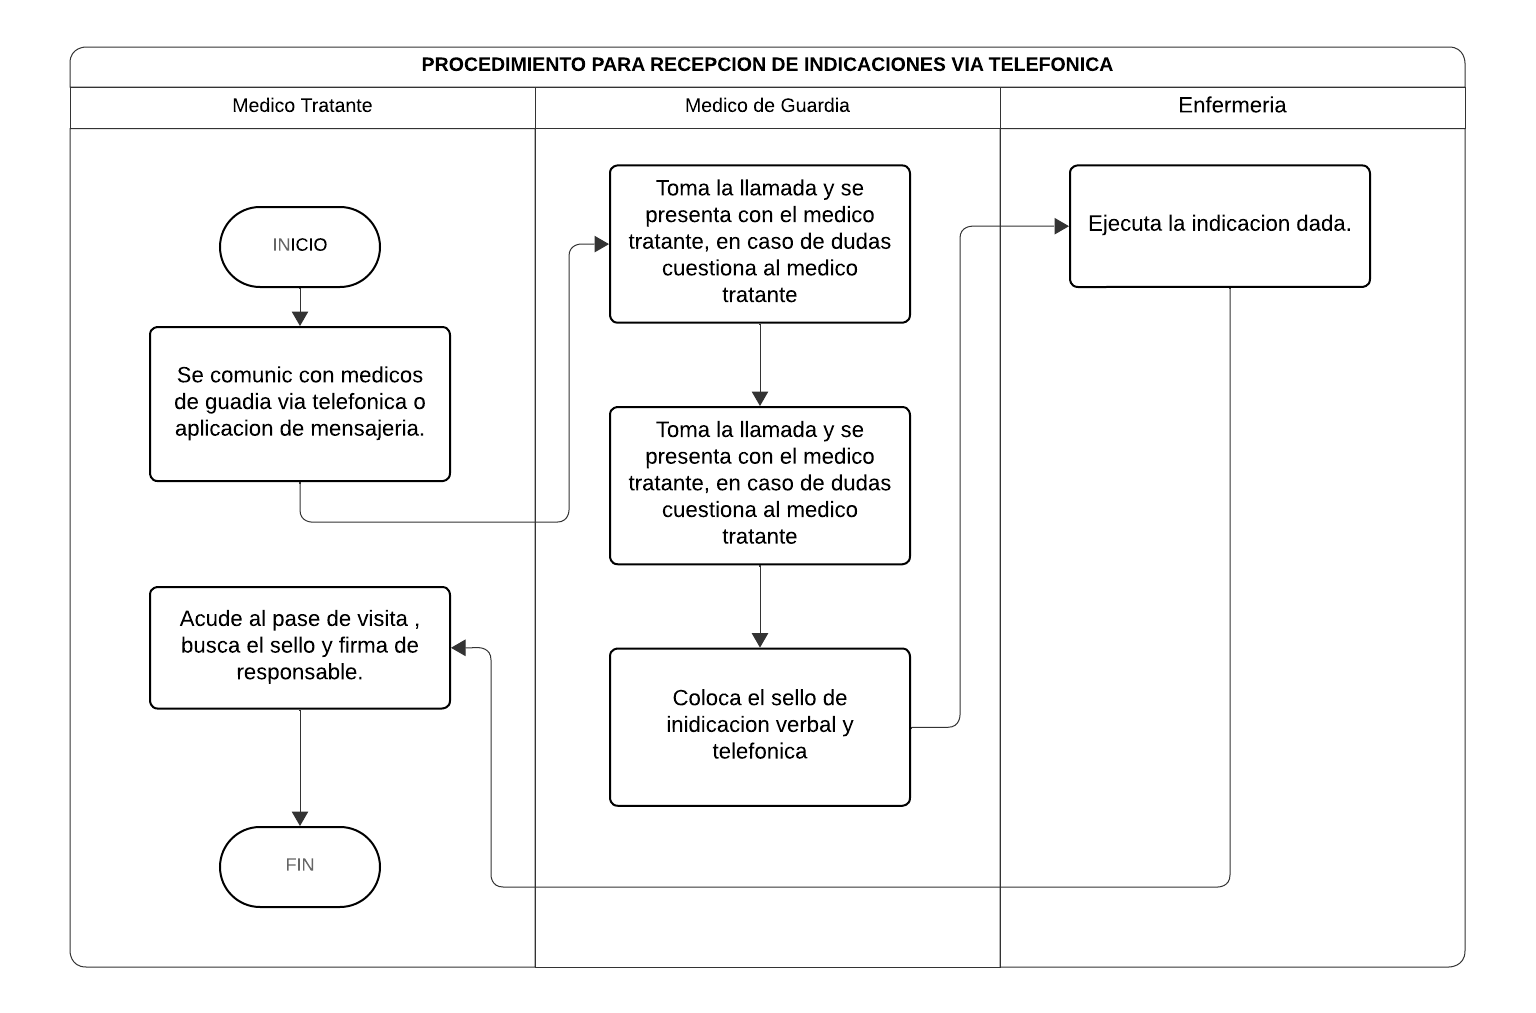 PROCEDIMIENTO PARA RECEPCION DE INDICACIONES VIA TELEFONICA
Medico Tratante
Medico de Guardia
Enfermeria
INICIO
Se comunic con medicos
de guadia via telefonica o
aplicacion de mensajeria.
Acude al pase de visita ,
busca el sello y firma de
responsable.
FIN
Toma la llamada y se
presenta con el medico
tratante, en caso de dudas
cuestiona al medico
tratante
Toma la llamada y se
presenta con el medico
tratante, en caso de dudas
cuestiona al medico
tratante
Coloca el sello de
inidicacion verbal y
telefonica
Ejecuta la indicacion dada.